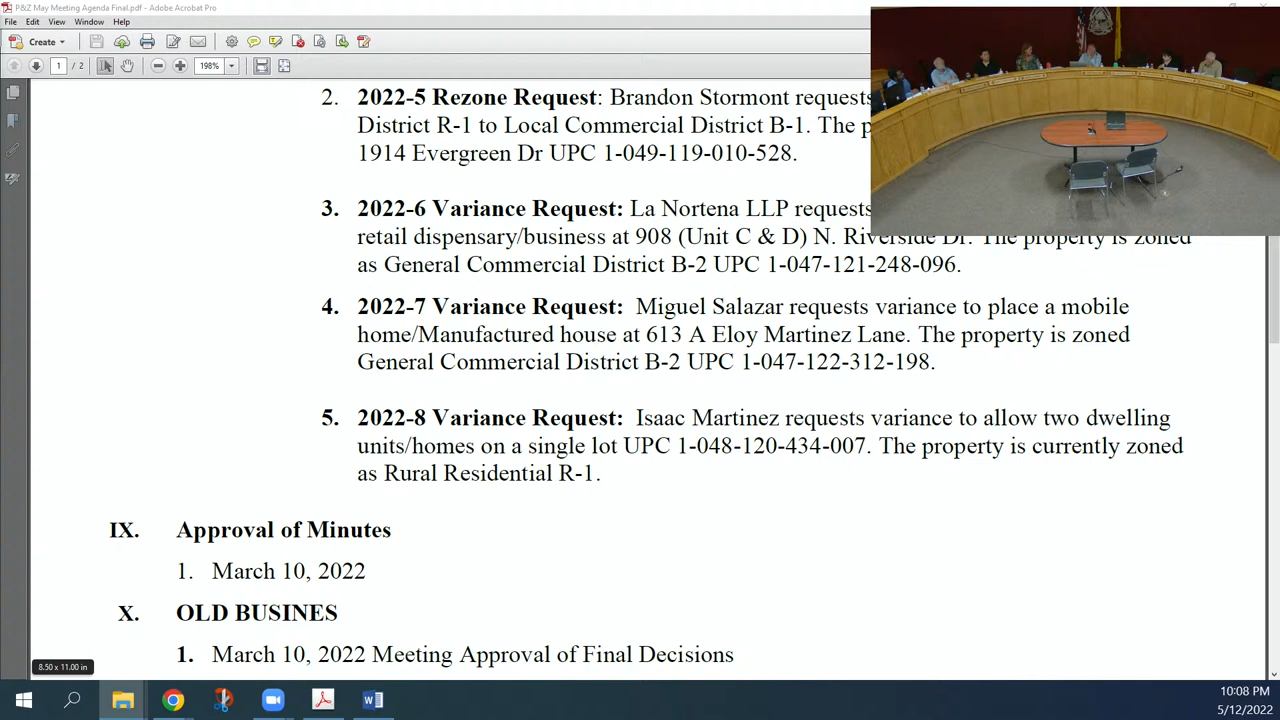 P&Z May Meeting Agenda Final.pdf - Adobe Acrobat Pro
File Edit View Window Help
Create
1 / 2 198%
2. 2022-5 Rezone Request: Brandon Stormont requests
District R-1 to Local Commercial District B-1. The p
1914 Evergreen Dr UPC 1-049-119-010-528.
3. 2022-6 Variance Request: La Nortena LLP requests
retail dispensary/business at 908 (Unit C & D) N. Riverside Dr. The property is zoned
as General Commercial District B-2 UPC 1-047-121-248-096.
4. 2022-7 Variance Request: Miguel Salazar requests variance to place a mobile
home/Manufactured house at 613 A Eloy Martinez Lane. The property is zoned
General Commercial District B-2 UPC 1-047-122-312-198.
5. 2022-8 Variance Request: Isaac Martinez requests variance to allow two dwelling
units/homes on a single lot UPC 1-048-120-434-007. The property is currently zoned
as Rural Residential R-1.
IX. Approval of Minutes
1. March 10, 2022
X. OLD BUSINES
1. March 10, 2022 Meeting Approval of Final Decisions
8.50 x 11.00 in
10:08 PM
5/12/2022